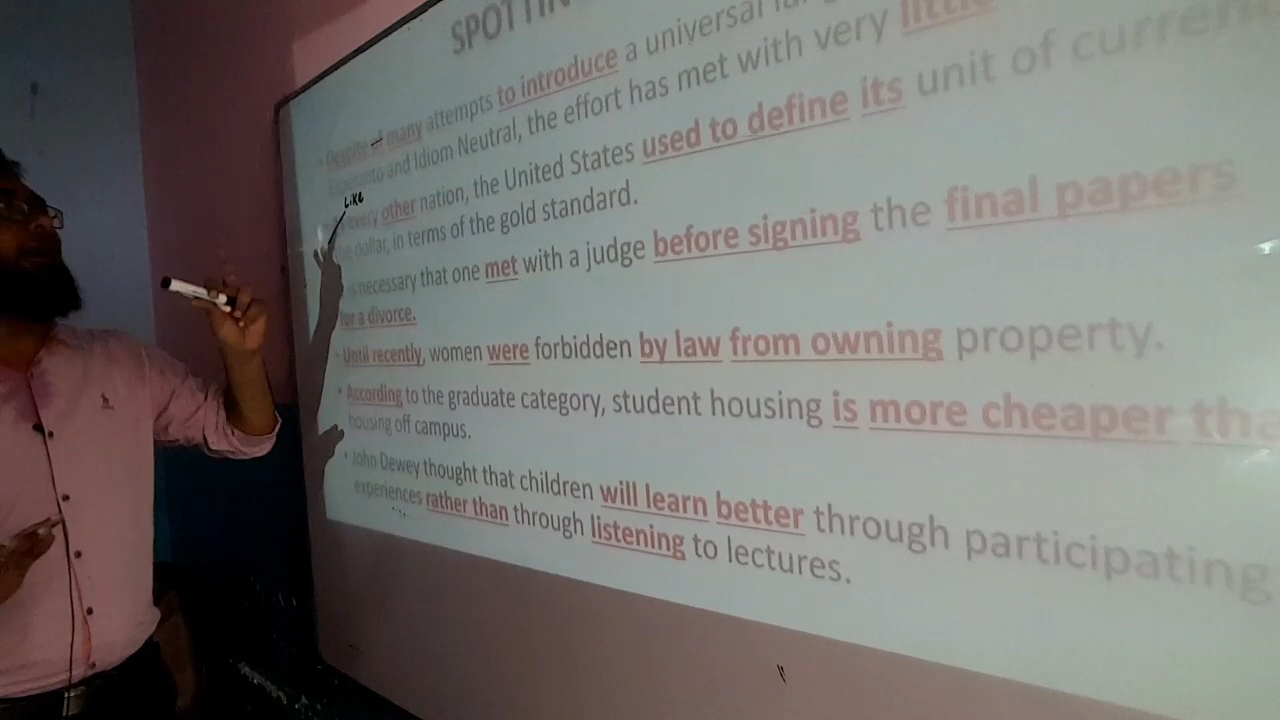 SPOTTIN
• Despite of many attempts to introduce a universal
Esperanto and Idiom Neutral, the effort has met with very little
Like
every other nation, the United States used to define its unit of curren
dollar, in terms of the gold standard.
necessary that one met with a judge before signing the final papers
for a divorce.
• Until recently, women were forbidden by law from owning property.
• According to the graduate category, student housing is more cheaper tha
housing off campus.
• John Dewey thought that children will learn better through participating
experiences rather than through listening to lectures.